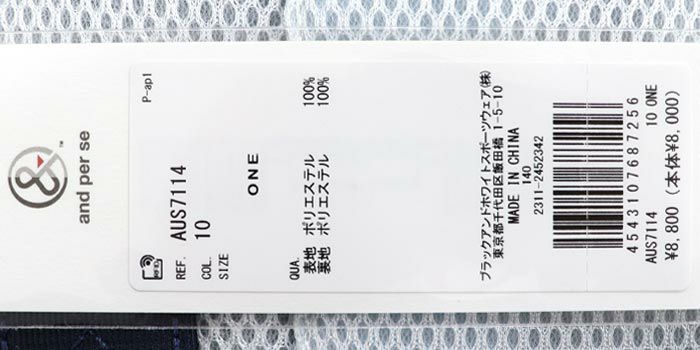 and per se
TM
P-ap1
REF. AUS7114
COL. 10
SIZE ONE
QUA. 表地 ポリエステル 100%
裏地 ポリエステル 100%
ブラックアンドホワイトスポーツウェア(株)
東京都千代田区飯田橋 1-5-10
MADE IN CHINA
140
2311-2452342
4543107687256
AUS7114 10 ONE
¥8,800 (本体¥8,000)